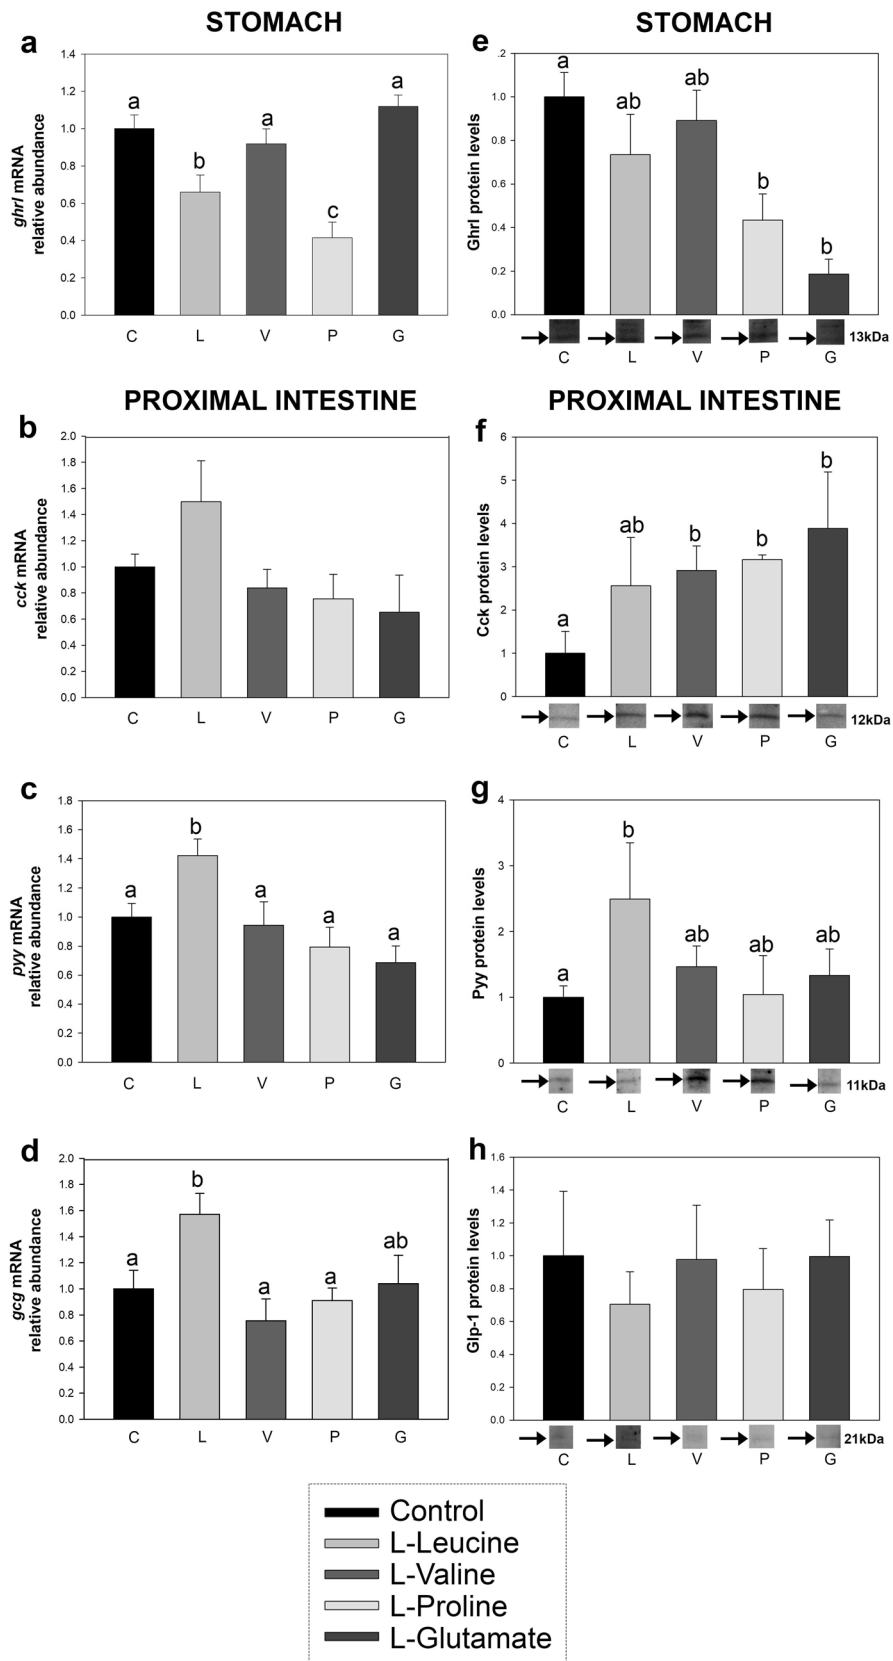 STOMACH
a
ghrl mRNA
relative abundance
1.4
1.2
1.0
0.8
0.6
0.4
0.2
0.0
a
b
a
c
a
C L V P G
STOMACH
e
Ghrl protein levels
.2
1.0
0.8
0.6
0.4
0.2
0.0
a
ab
ab
b
b
13kDa
C L V P G
PROXIMAL INTESTINE
b
cck mRNA
relative abundance
2.0
1.8
1.6
1.4
1.2
1.0
0.8
0.6
0.4
0.2
0.0
C L V P G
PROXIMAL INTESTINE
f
Cck protein levels
6
5
4
3
2
1
0
a
ab
b
b
b
12kDa
C L V P G
c
pyy mRNA
relative abundance
1.8
1.6
1.4
1.2
1.0
0.8
0.6
0.4
0.2
0.0
a
b
a
a
a
C L V P G
g
Pyy protein levels
4
3
2
1
0
a
b
ab
ab
ab
11kDa
C L V P G
d
gcg mRNA
relative abundance
2.0
1.8
1.6
1.4
1.2
1.0
0.8
0.6
0.4
0.2
0.0
a
b
a
a
ab
C L V P G
h
Glp-1 protein levels
1.6
1.4
1.2
1.0
0.8
0.6
0.4
0.2
0.0
21kDa
C L V P G
Control
L-Leucine
L-Valine
L-Proline
L-Glutamate